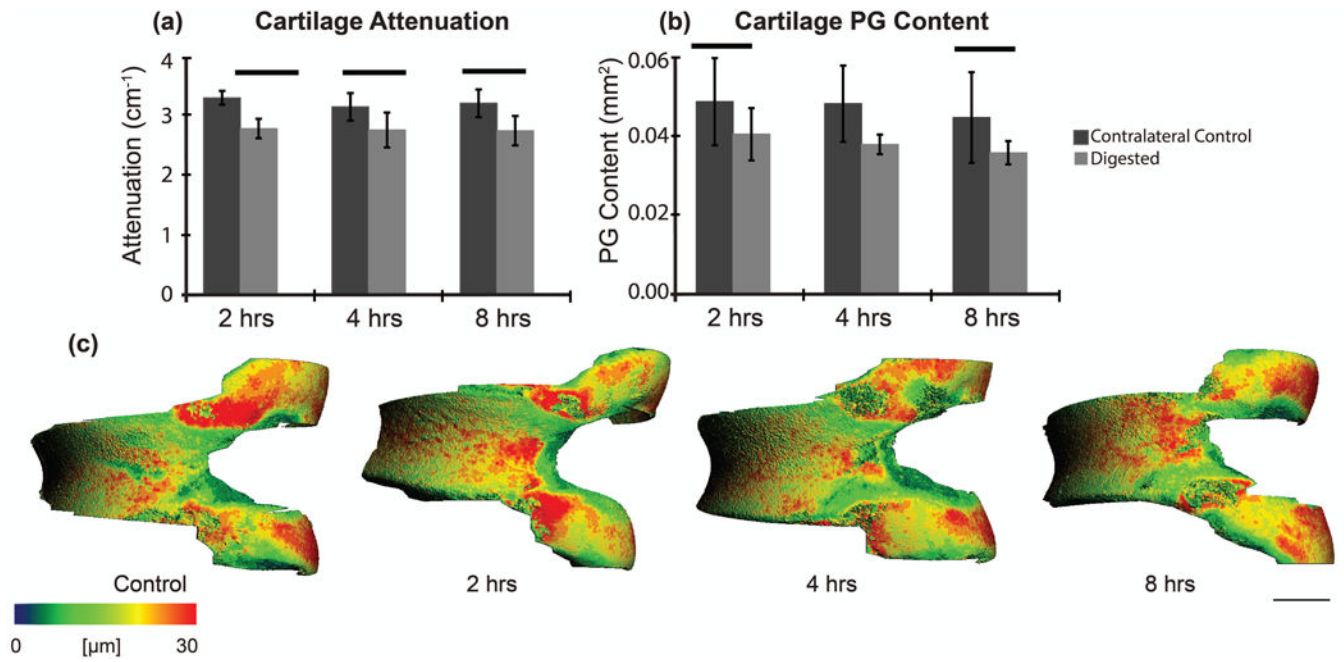 (a) Cartilage Attenuation
Attenuation (cm⁻¹)
4
3
2
1
0
2 hrs 4 hrs 8 hrs
(b) Cartilage PG Content
PG Content (mm²)
0.06
0.04
0.02
0.00
2 hrs 4 hrs 8 hrs
Contralateral Control
Digested
(c)
Control 2 hrs 4 hrs 8 hrs
0 [μm] 30